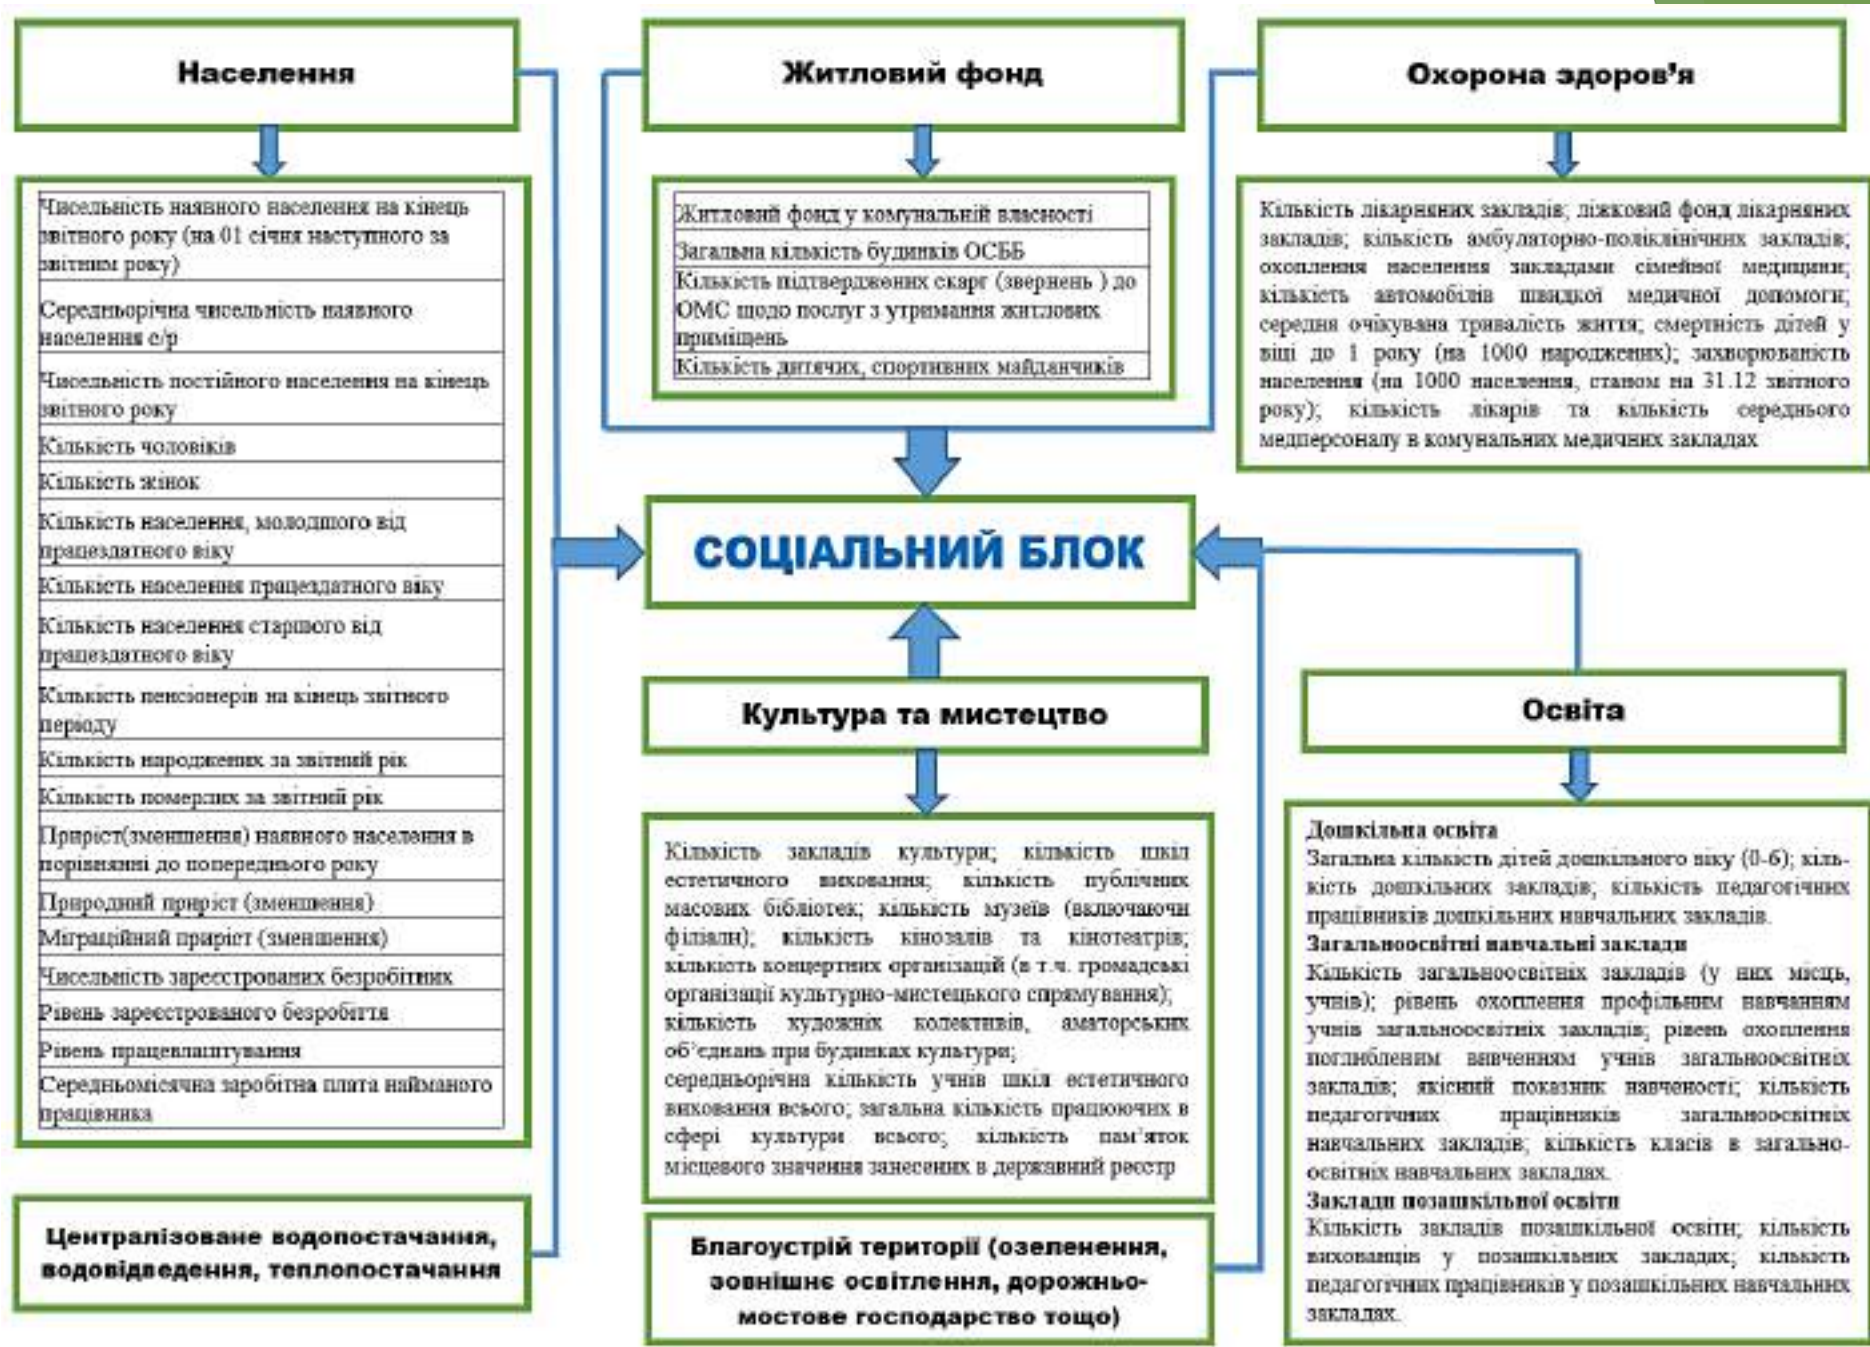 Населення
Чисельність наявного населення на кінець
звітного року (на 01 січня наступного за
звітним року)
Середньорічна чисельність наявного
населення с/р
Чисельність постійного населення на кінець
звітного року
Кількість чоловіків
Кількість жінок
Кількість населення, молодшого від
працездатного віку
Кількість населення працездатного віку
Кількість населення старшого від
працездатного віку
Кількість пенсіонерів на кінець звітного
періоду
Кількість народжених за звітний рік
Кількість померлих за звітний рік
Приріст(зменшення) наявного населення в
порівнянні до попереднього року
Природний приріст (зменшення)
Міграційний приріст (зменшення)
Чисельність зареєстрованих безробітних
Рівень зареєстрованого безробіття
Рівень працевлаштування
Середньомісячна заробітна плата найманого
працівника
Централізоване водопостачання,
водовідведення, теплопостачання
Житловий фонд
Житловий фонд у комунальній власності
Загальна кількість будинків ОСББ
Кількість підтверджених скарг (звернень ) до
ОМС щодо послуг з утримання житлових
приміщень
Кількість дитячих, спортивних майданчиків
СОЦІАЛЬНИЙ БЛОК
Культура та мистецтво
Кількість закладів культури; кількість шкіл
естетичного виховання; кількість публічних
масових бібліотек; кількість музеїв (включаючи
філіали); кількість кінозалів та кінотеатрів;
кількість концертних організацій (в т.ч. громадські
організації культурно-мистецького спрямування);
кількість художніх колективів, аматорських
об’єднань при будинках культури;
середньорічна кількість учнів шкіл естетичного
виховання всього; загальна кількість працюючих в
сфері культури всього; кількість пам’яток
місцевого значення занесених в державний реєстр
Благоустрій території (озеленення,
зовнішнє освітлення, дорожньо-
мостове господарство тощо)
Охорона здоров’я
Кількість лікарняних закладів; ліжковий фонд лікарняних
закладів; кількість амбулаторно-поліклінічних закладів;
охоплення населення закладами сімейної медицини;
кількість автомобілів швидкої медичної допомоги;
середня очікувана тривалість життя; смертність дітей у
віці до 1 року (на 1000 народжених); захворюваність
населення (на 1000 населення, станом на 31.12 звітного
року); кількість лікарів та кількість середнього
медперсоналу в комунальних медичних закладах
Освіта
Дошкільна освіта
Загальна кількість дітей дошкільного віку (0-6); кіль-
кість дошкільних закладів; кількість педагогічних
працівників дошкільних навчальних закладів.
Загальноосвітні навчальні заклади
Кількість загальноосвітніх закладів (у них місць,
учнів); рівень охоплення профільним навчанням
учнів загальноосвітніх закладів; рівень охоплення
поглибленим вивченням учнів загальноосвітніх
закладів; якісний показник навченості; кількість
педагогічних працівників загальноосвітніх
навчальних закладів; кількість класів в загально-
освітніх навчальних закладах.
Заклади позашкільної освіти
Кількість закладів позашкільної освіти; кількість
вихованців у позашкільних закладах; кількість
педагогічних працівників у позашкільних навчальних
закладах.